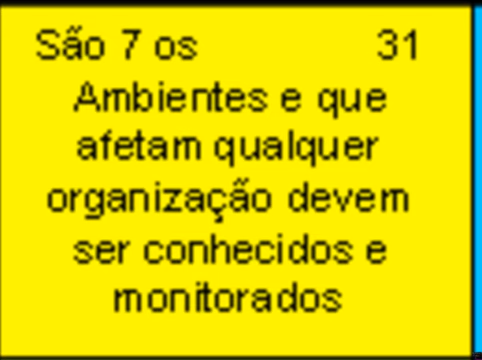 São 7 os 31
Ambientes e que
afetam qualquer
organização devem
ser conhecidos e
monitorados